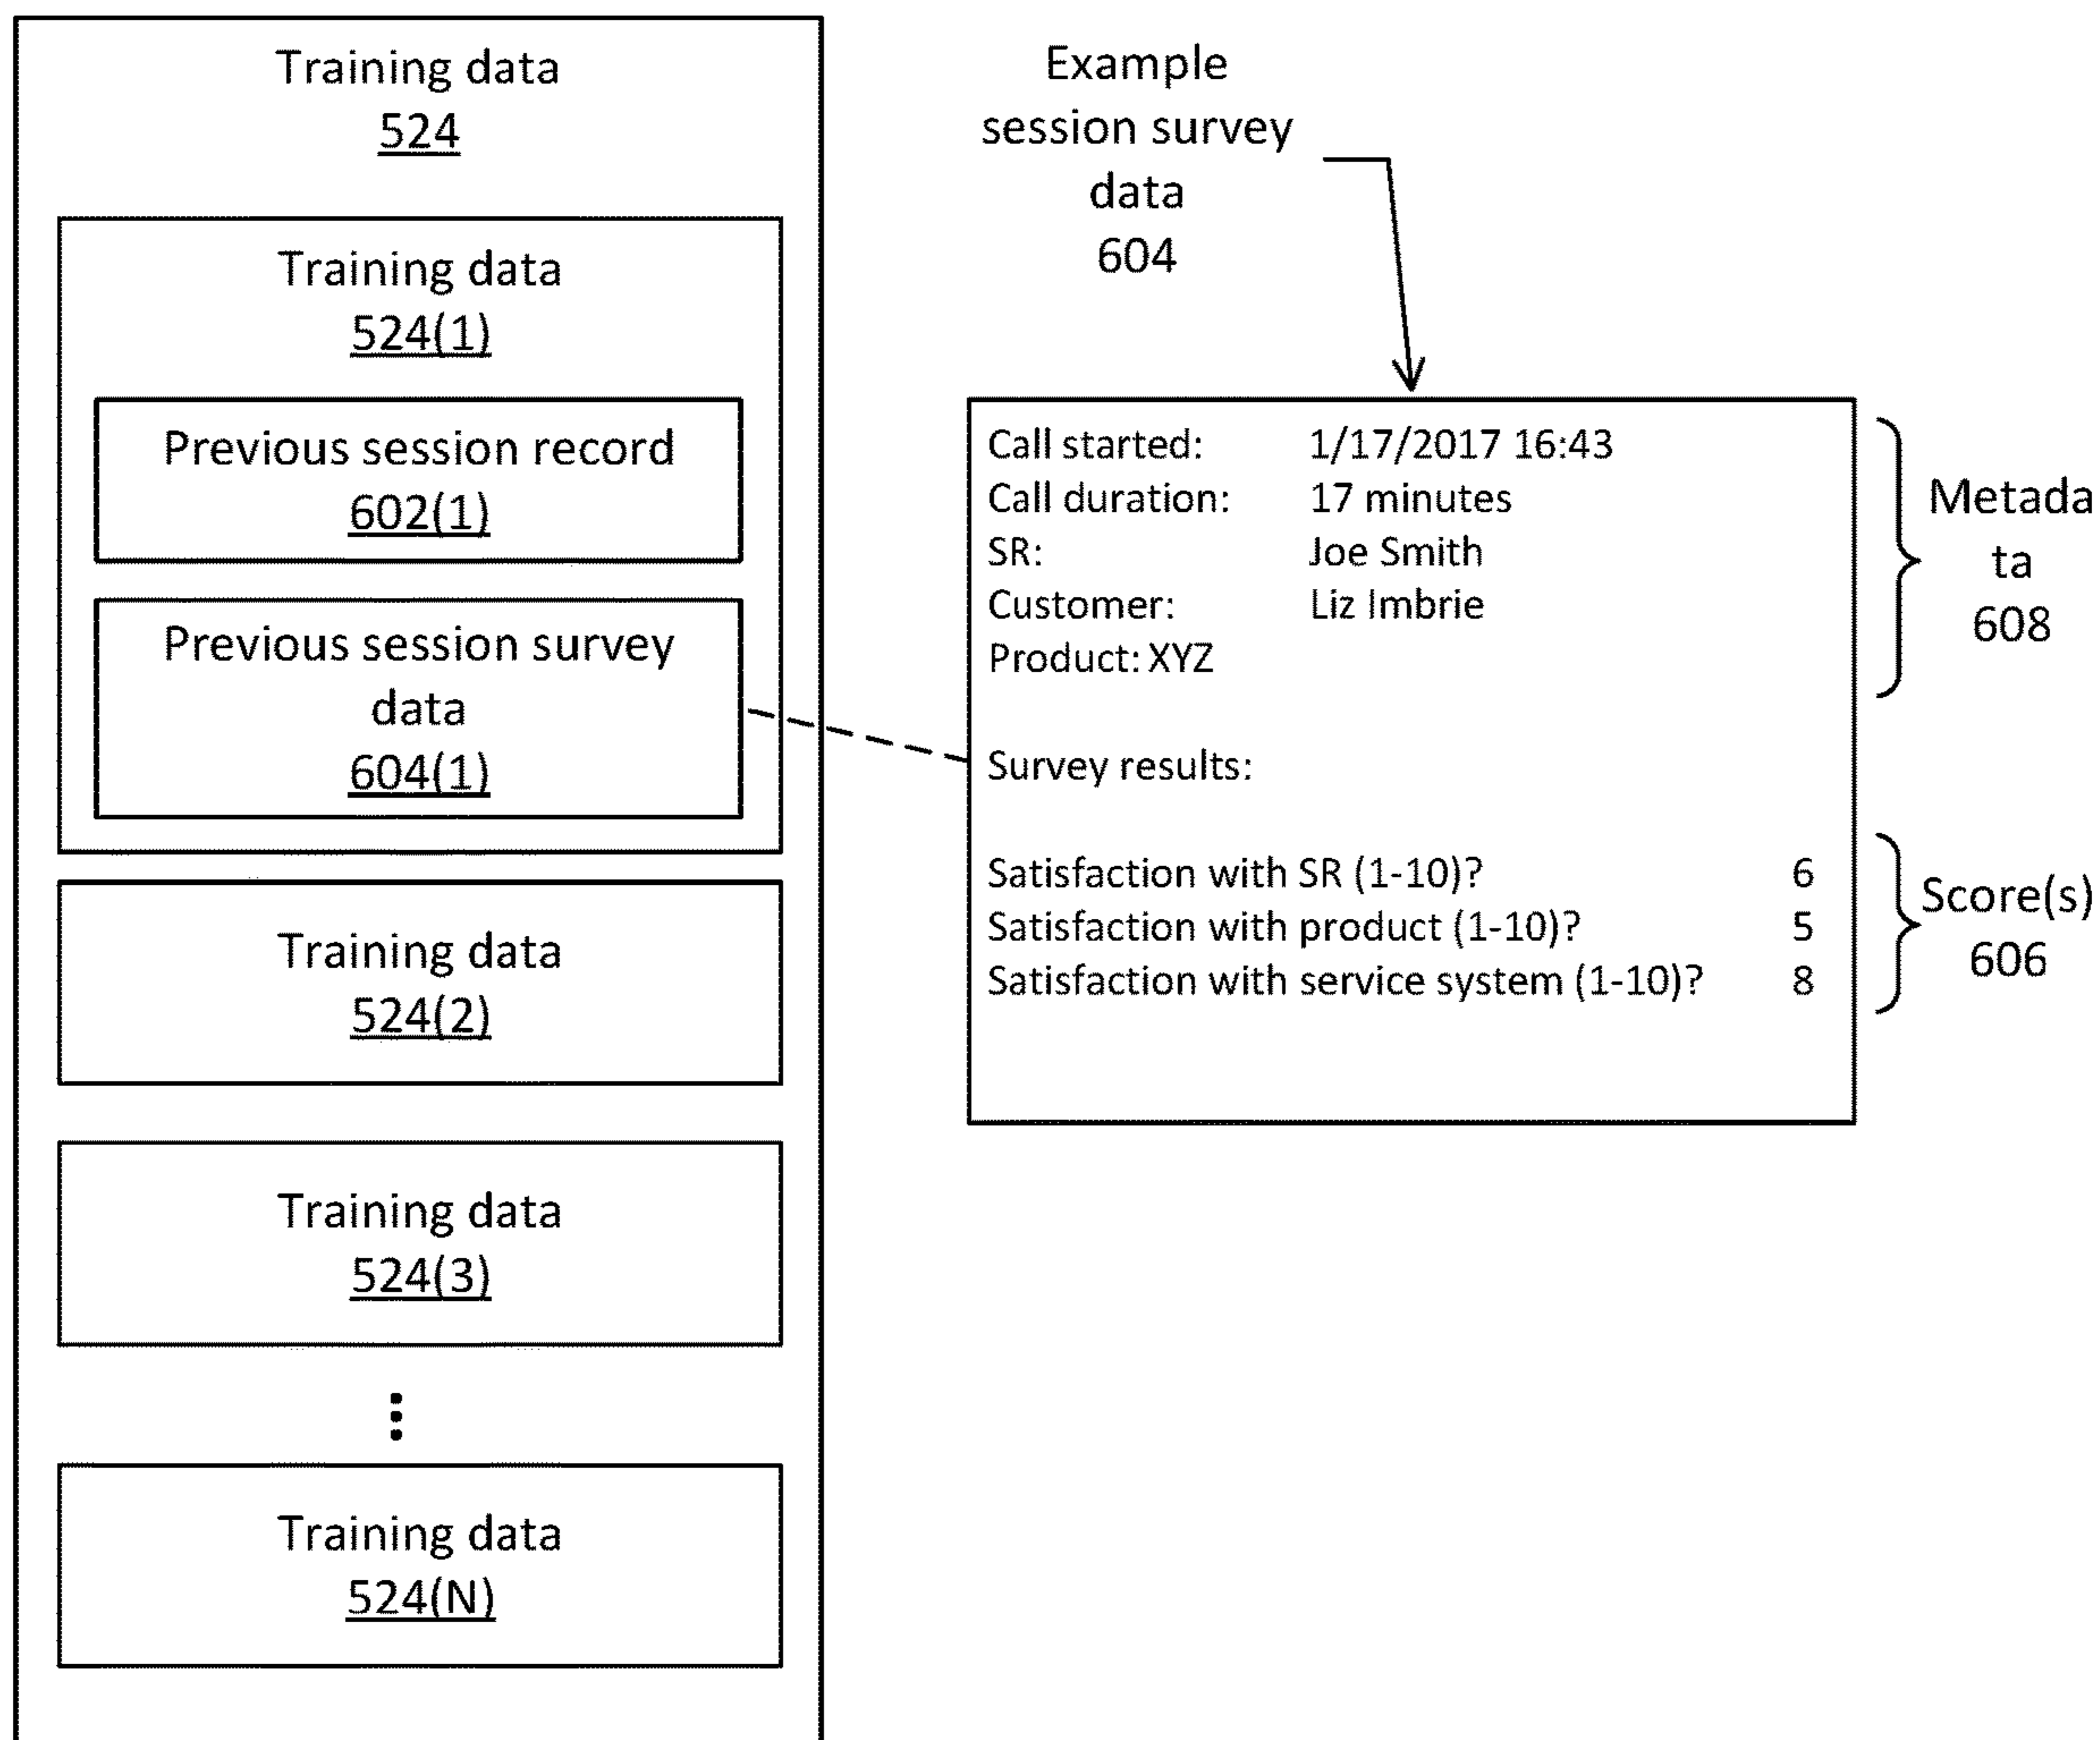 Training data
524
Training data
524(1)
Previous session record
602(1)
Previous session survey
data
604(1)
Training data
524(2)
Training data
524(3)
Training data
524(N)
Example
session survey
data
604
Call started: 1/17/2017 16:43
Call duration: 17 minutes
SR: Joe Smith
Customer: Liz Imbrie
Product: XYZ
Survey results:
Satisfaction with SR (1-10)? 6
Satisfaction with product (1-10)? 5
Satisfaction with service system (1-10)? 8
Metada
ta
608
Score(s)
606